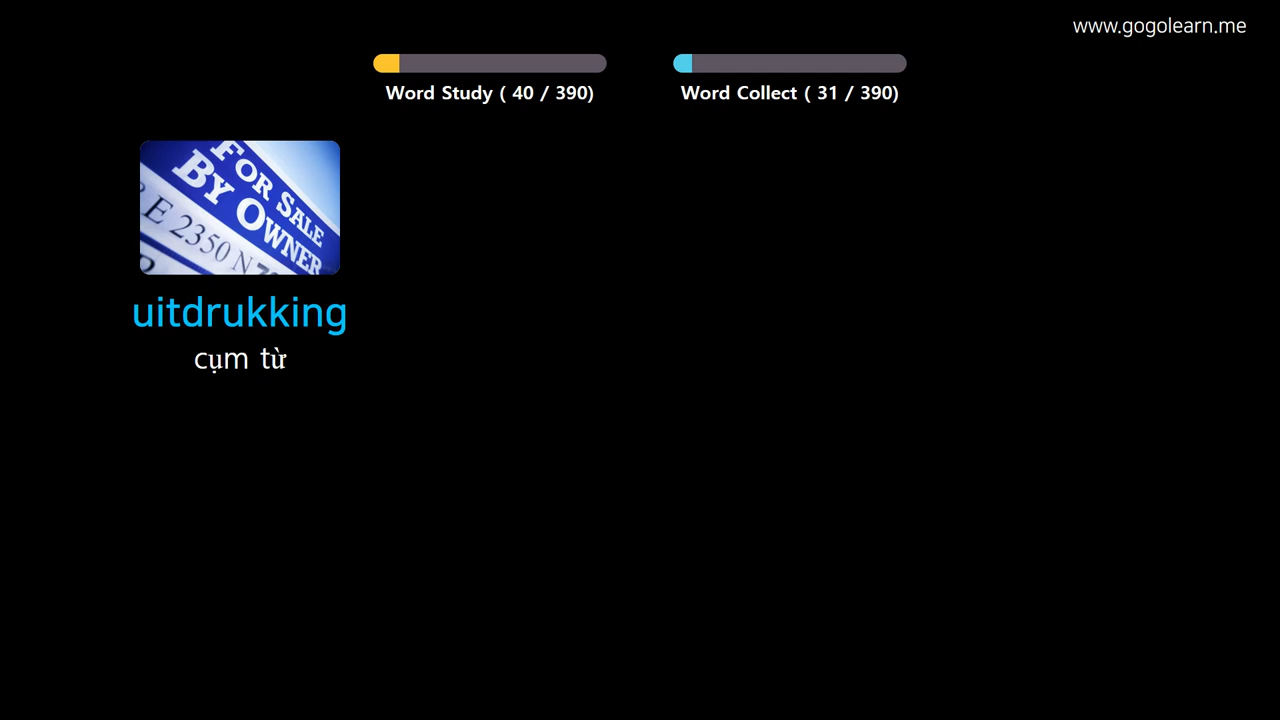 www.gogolearn.me
Word Study ( 40 / 390)
Word Collect ( 31 / 390)
FOR SALE
BY OWNER
E 2350 N
uitdrukking
cụm từ